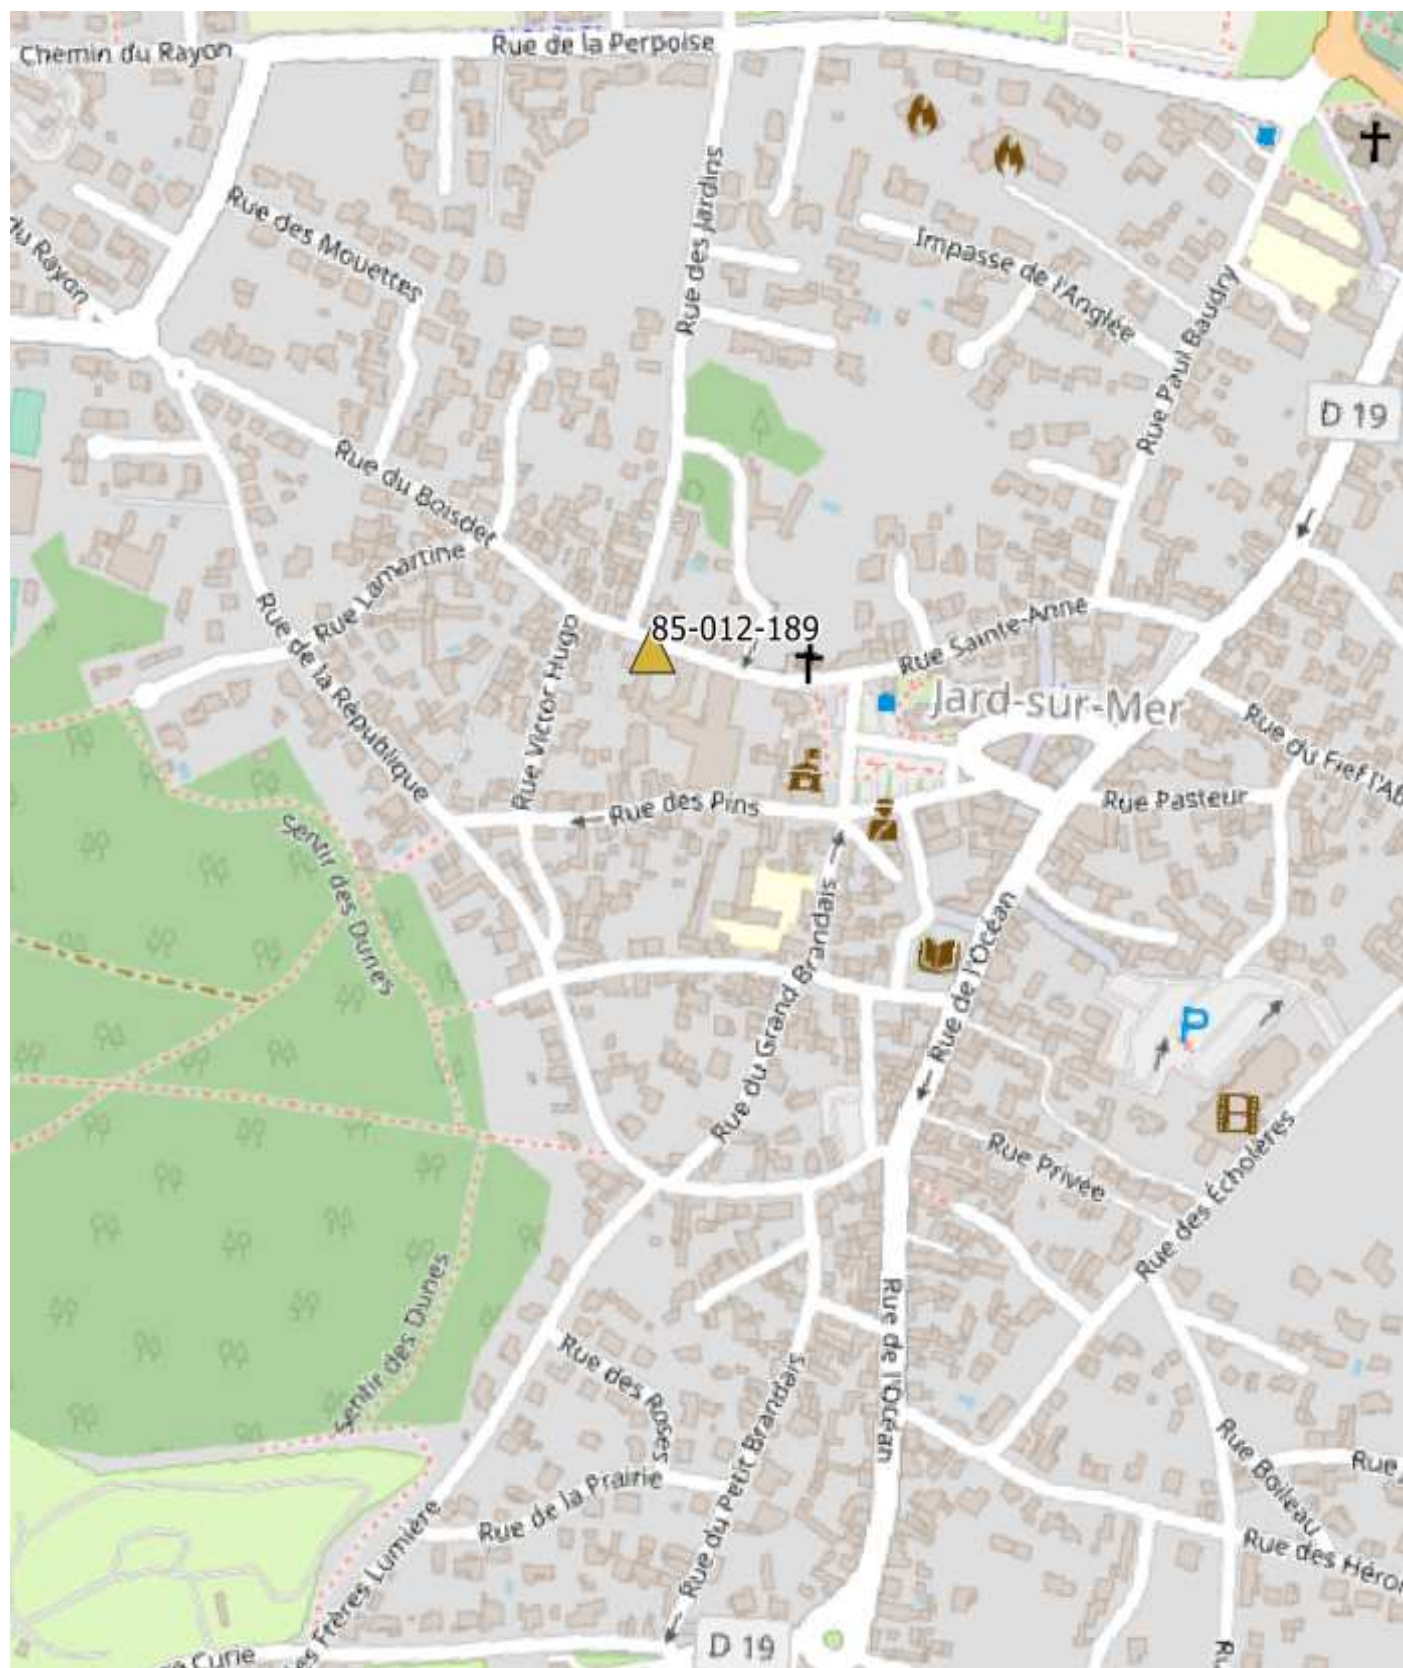 Chemin du Rayon
Rue de la Perpoise
Rue des Mouettes
du Rayon
Rue des Jardins
Impasse de l'Anglée
Rue Paul Baudry
D 19
Rue du Boisdet
Rue Lamartine
Rue de la République
Rue Victor Hugo
85-012-189
Rue Sainte-Anne
Jard-sur-Mer
Rue du Fief l'Ab
Rue des Pins
Rue Pasteur
Sentir des Dunes
Rue du Grand Brandais
Rue de l'Océan
P
Rue Privée
Rue des Écholères
Sentir des Dunes
Rue de l'Océan
Rue des Roses
Rue du Petit Brandais
Rue de la Prairie
Rue Boileau
Rue
Rue des Héro
es Frères Lumière
Curie
D 19
Ru